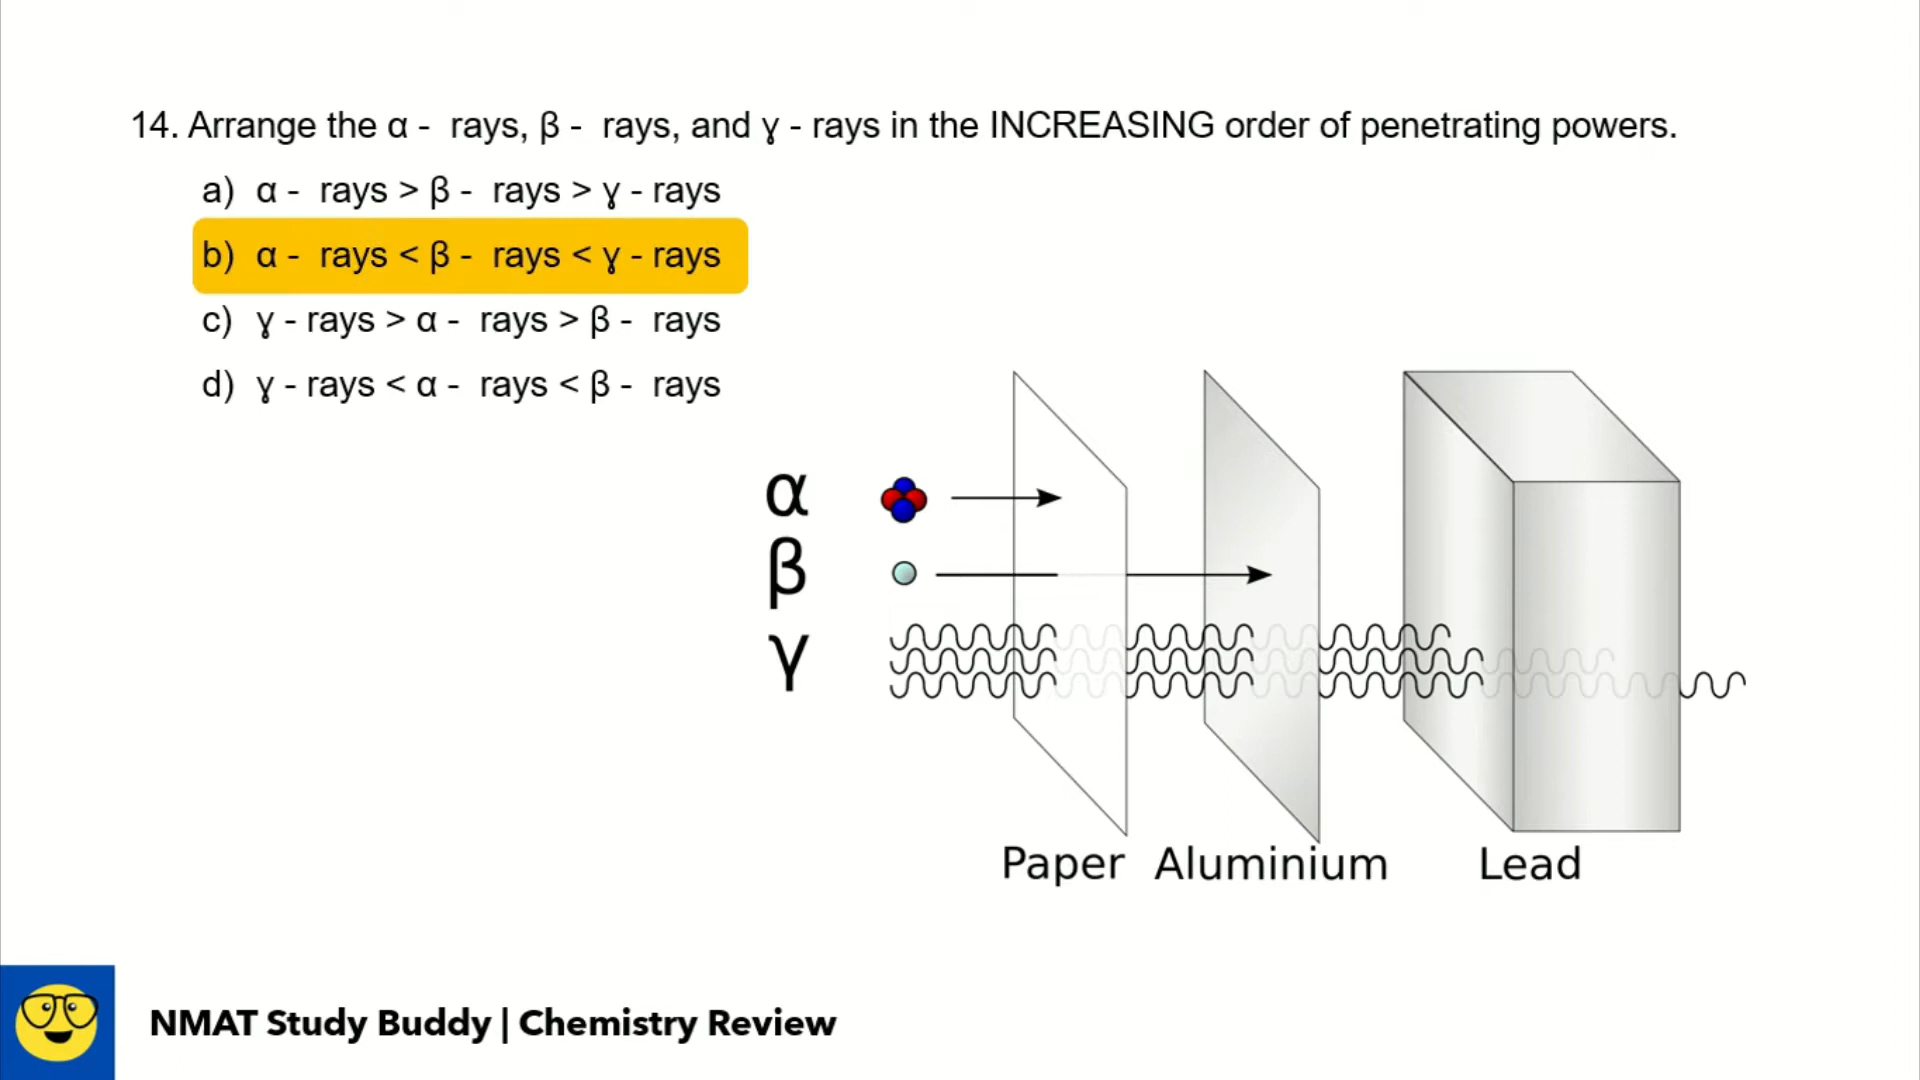 14. Arrange the α - rays, β - rays, and ɣ - rays in the INCREASING order of penetrating powers.
a) α - rays > β - rays > ɣ - rays
b) α - rays < β - rays < ɣ - rays
c) ɣ - rays > α - rays > β - rays
d) ɣ - rays < α - rays < β - rays
α
β
γ
Paper Aluminium Lead
NMAT Study Buddy | Chemistry Review